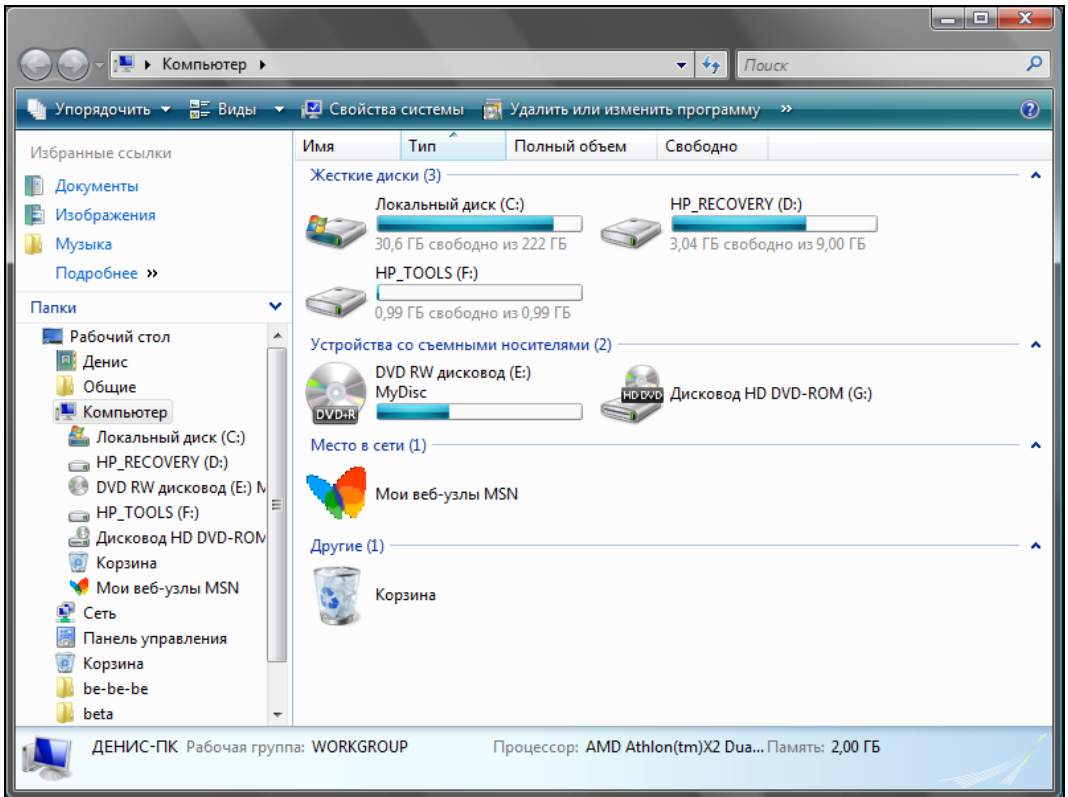 Компьютер
Поиск
Упорядочить Виды Свойства системы Удалить или изменить программу »
Избранные ссылки
Документы
Изображения
Музыка
Подробнее »
Папки
Рабочий стол
Денис
Общие
Компьютер
Локальный диск (C:)
HP_RECOVERY (D:)
DVD RW дисковод (E:) M
HP_TOOLS (F:)
Дисковод HD DVD-ROM
Корзина
Мои веб-узлы MSN
Сеть
Панель управления
Корзина
be-be-be
beta
Имя Тип Полный объем Свободно
Жесткие диски (3)
Локальный диск (C:)
30,6 ГБ свободно из 222 ГБ
HP_RECOVERY (D:)
3,04 ГБ свободно из 9,00 ГБ
HP_TOOLS (F:)
0,99 ГБ свободно из 0,99 ГБ
Устройства со съемными носителями (2)
DVD RW дисковод (E:)
MyDisc
DVD+R
HD DVD
Дисковод HD DVD-ROM (G:)
Место в сети (1)
Мои веб-узлы MSN
Другие (1)
Корзина
ДЕНИС-ПК Рабочая группа: WORKGROUP Процессор: AMD Athlon(tm)X2 Dua... Память: 2,00 ГБ